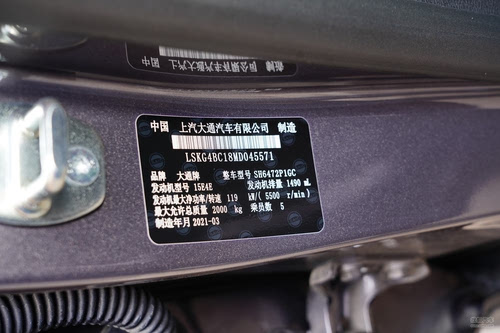 中国 上汽大通汽车有限公司 制造
LSKG4BC18MD045571
品牌 大通牌 整车型号 SH6472P1GC
发动机型号 15E4E 发动机排量 1490 mL
发动机最大净功率/转速 119 kW/( 5500 r/min)
最大允许总质量 2000 kg 乘员数 5
制造年月 2021-03